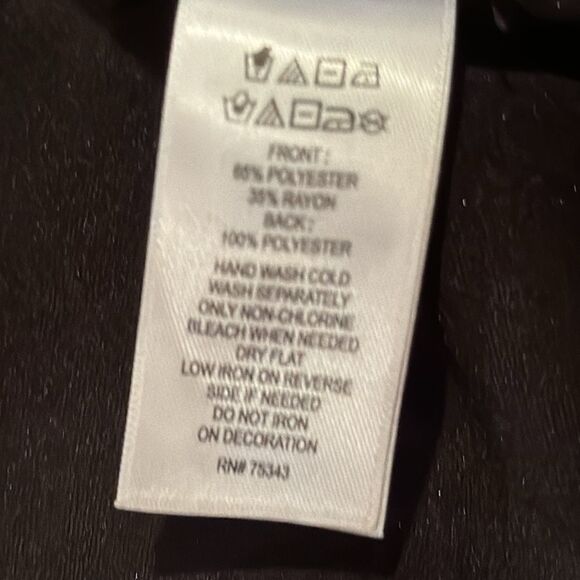 FRONT:
65% POLYESTER
35% RAYON
BACK:
100% POLYESTER
HAND WASH COLD
WASH SEPARATELY
ONLY NON-CHLORINE
BLEACH WHEN NEEDED
DRY FLAT
LOW IRON ON REVERSE
SIDE IF NEEDED
DO NOT IRON
ON DECORATION
RN# 75343